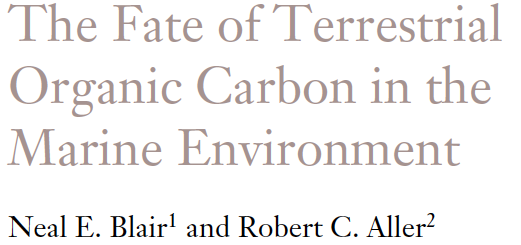 The Fate of Terrestrial
Organic Carbon in the
Marine Environment
Neal E. Blair¹ and Robert C. Aller²